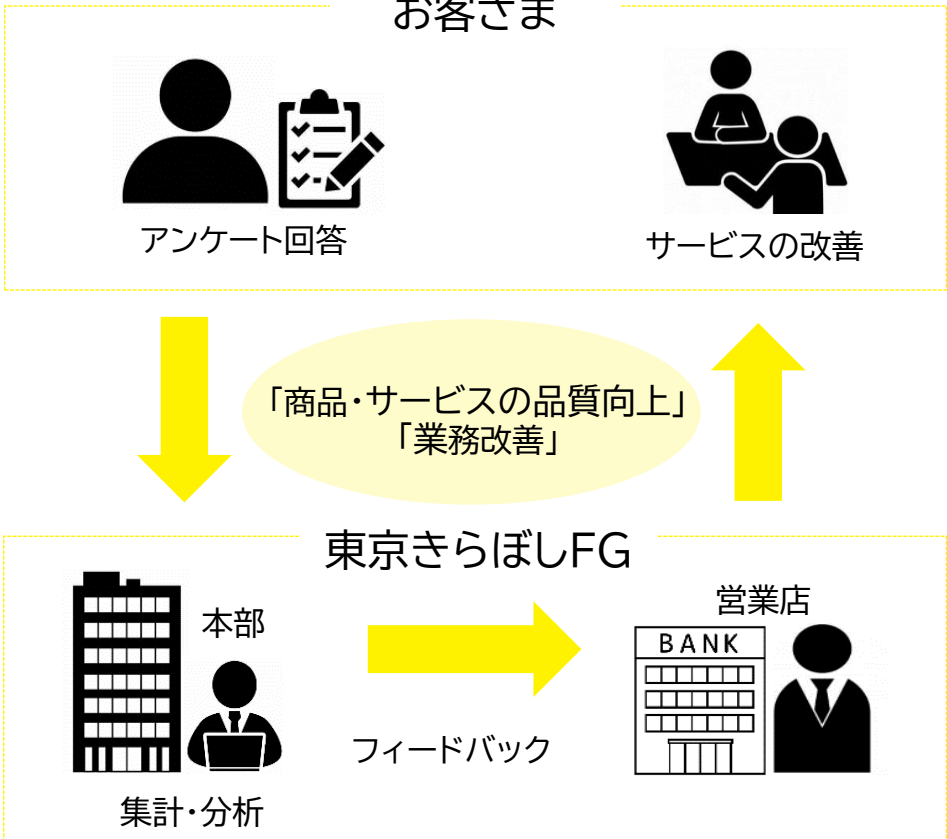 お客さま
アンケート回答
サービスの改善
「商品・サービスの品質向上」
「業務改善」
東京きらぼしFG
本部
営業店
BANK
フィードバック
集計・分析